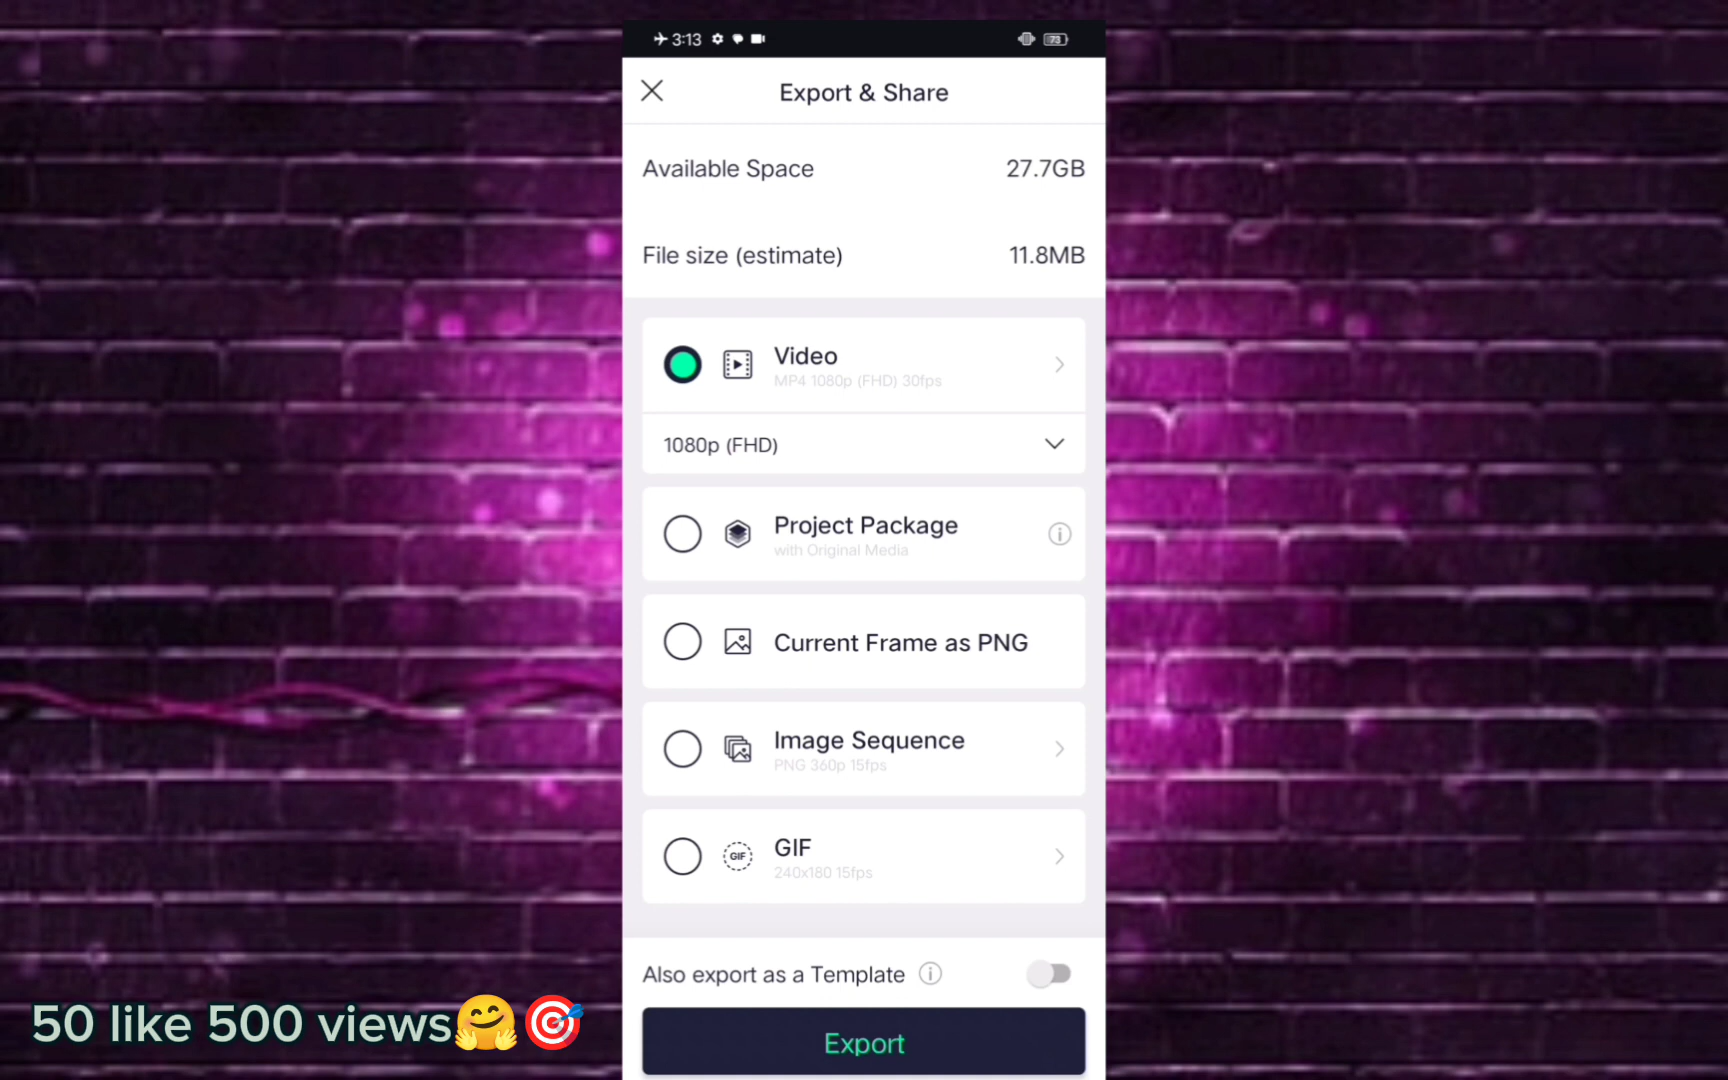 3:13
73
Export & Share
Available Space 27.7GB
File size (estimate) 11.8MB
Video
MP4 1080p (FHD) 30fps
1080p (FHD)
Project Package
with Original Media
Current Frame as PNG
Image Sequence
PNG 360p 15fps
GIF
GIF
240x180 15fps
Also export as a Template
50 like 500 views🤗🎯
Export